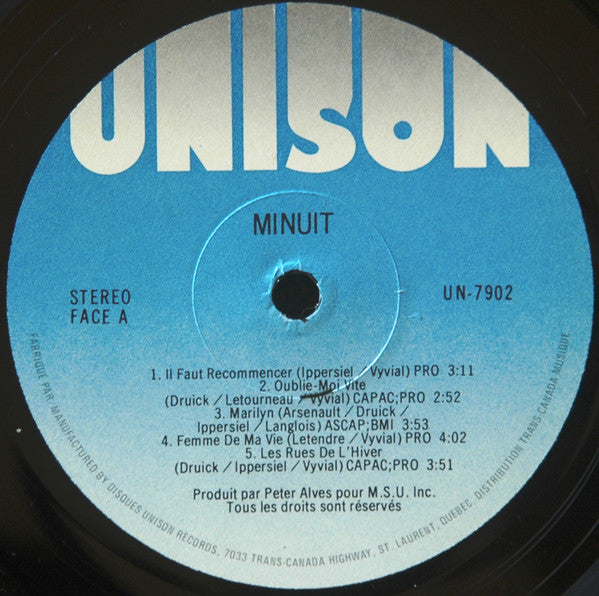 UNISON
MINUIT
STEREO
FACE A
UN-7902
1. Il Faut Recommencer (Ippersiel / Vyvial) PRO 3:11
2. Oublie-Moi Vite
(Druick / Letourneau / Vyvial) CAPAC;PRO 2:52
3. Marilyn (Arsenault / Druick /
Ippersiel / Langlois) ASCAP;BMI 3:53
4. Femme De Ma Vie (Letendre / Vyvial) PRO 4:02
5. Les Rues De L'Hiver
(Druick / Ippersiel / Vyvial) CAPAC;PRO 3:51
Produit par Peter Alves pour M.S.U. Inc.
Tous les droits sont réservés
FABRIQUE PAR: MANUFACTURED BY DISQUES UNISON RECORDS, 7033 TRANS-CANADA HIGHWAY, ST. LAURENT, QUEBEC, DISTRIBUTION TRANS-CANADA MUSIQUE